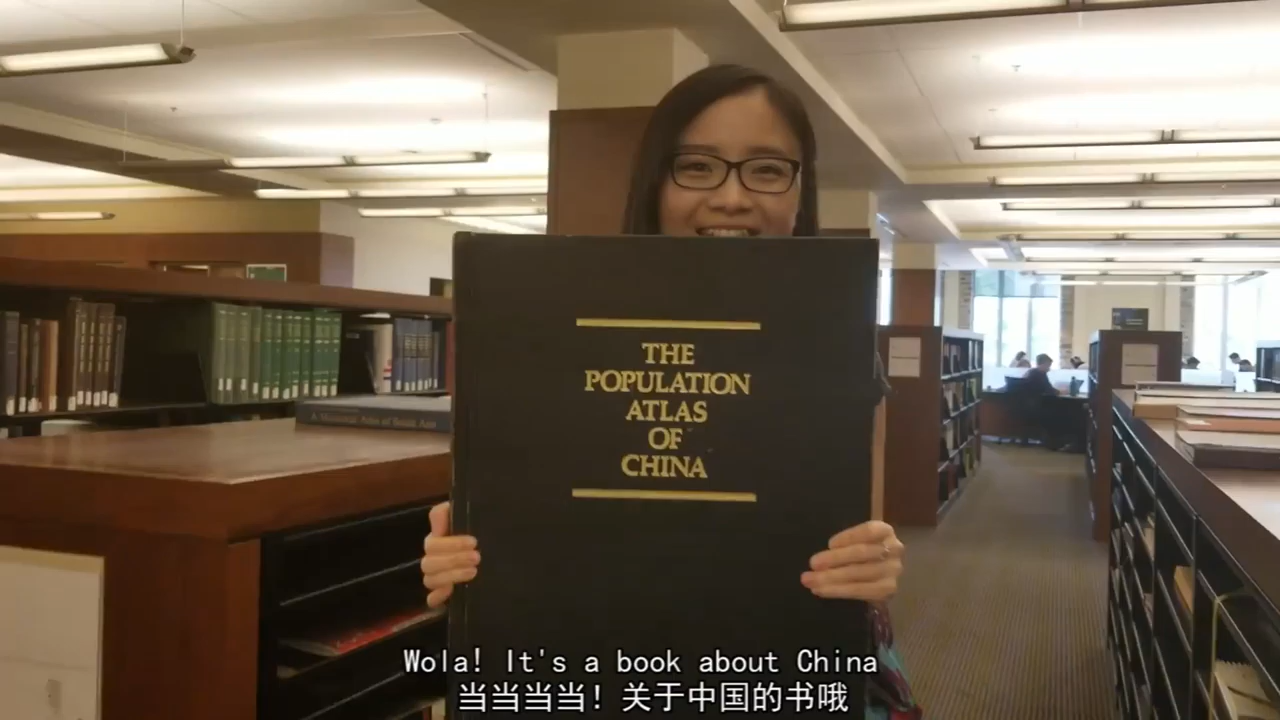 THE
POPULATION
ATLAS
OF
CHINA
Wola! It's a book about China
当当当当！关于中国的书哦